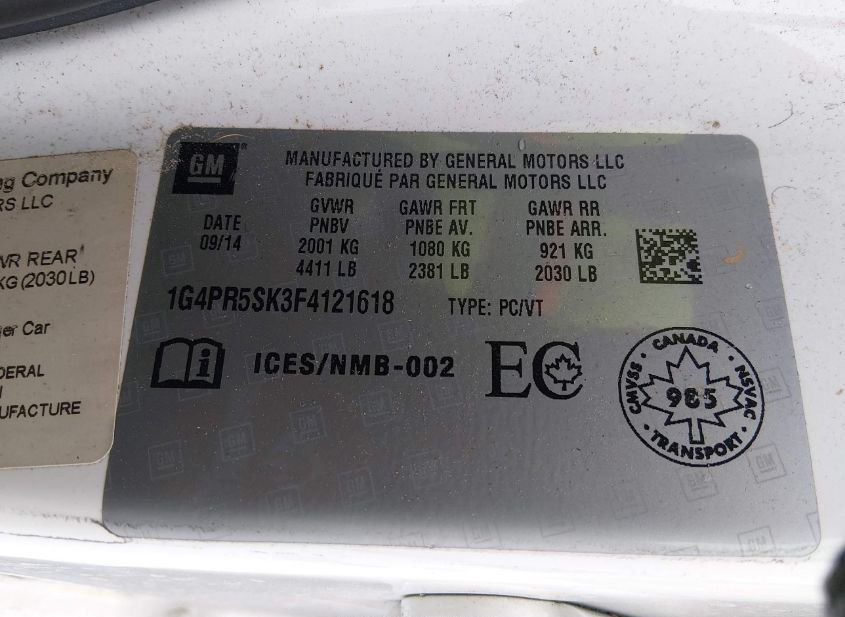 ng Company
RS LLC
VR REAR
KG (2030 LB)
ger Car
DERAL
UFACTURE
GM
MANUFACTURED BY GENERAL MOTORS LLC
FABRIQUÉ PAR GENERAL MOTORS LLC
DATE GVWR GAWR FRT GAWR RR
09/14 PNBV PNBE AV. PNBE ARR.
2001 KG 1080 KG 921 KG
4411 LB 2381 LB 2030 LB
1G4PR5SK3F4121618 TYPE: PC/VT
i ICES/NMB-002 EC
CMVSS · CANADA · NSVAC · TRANSPORT ·
985